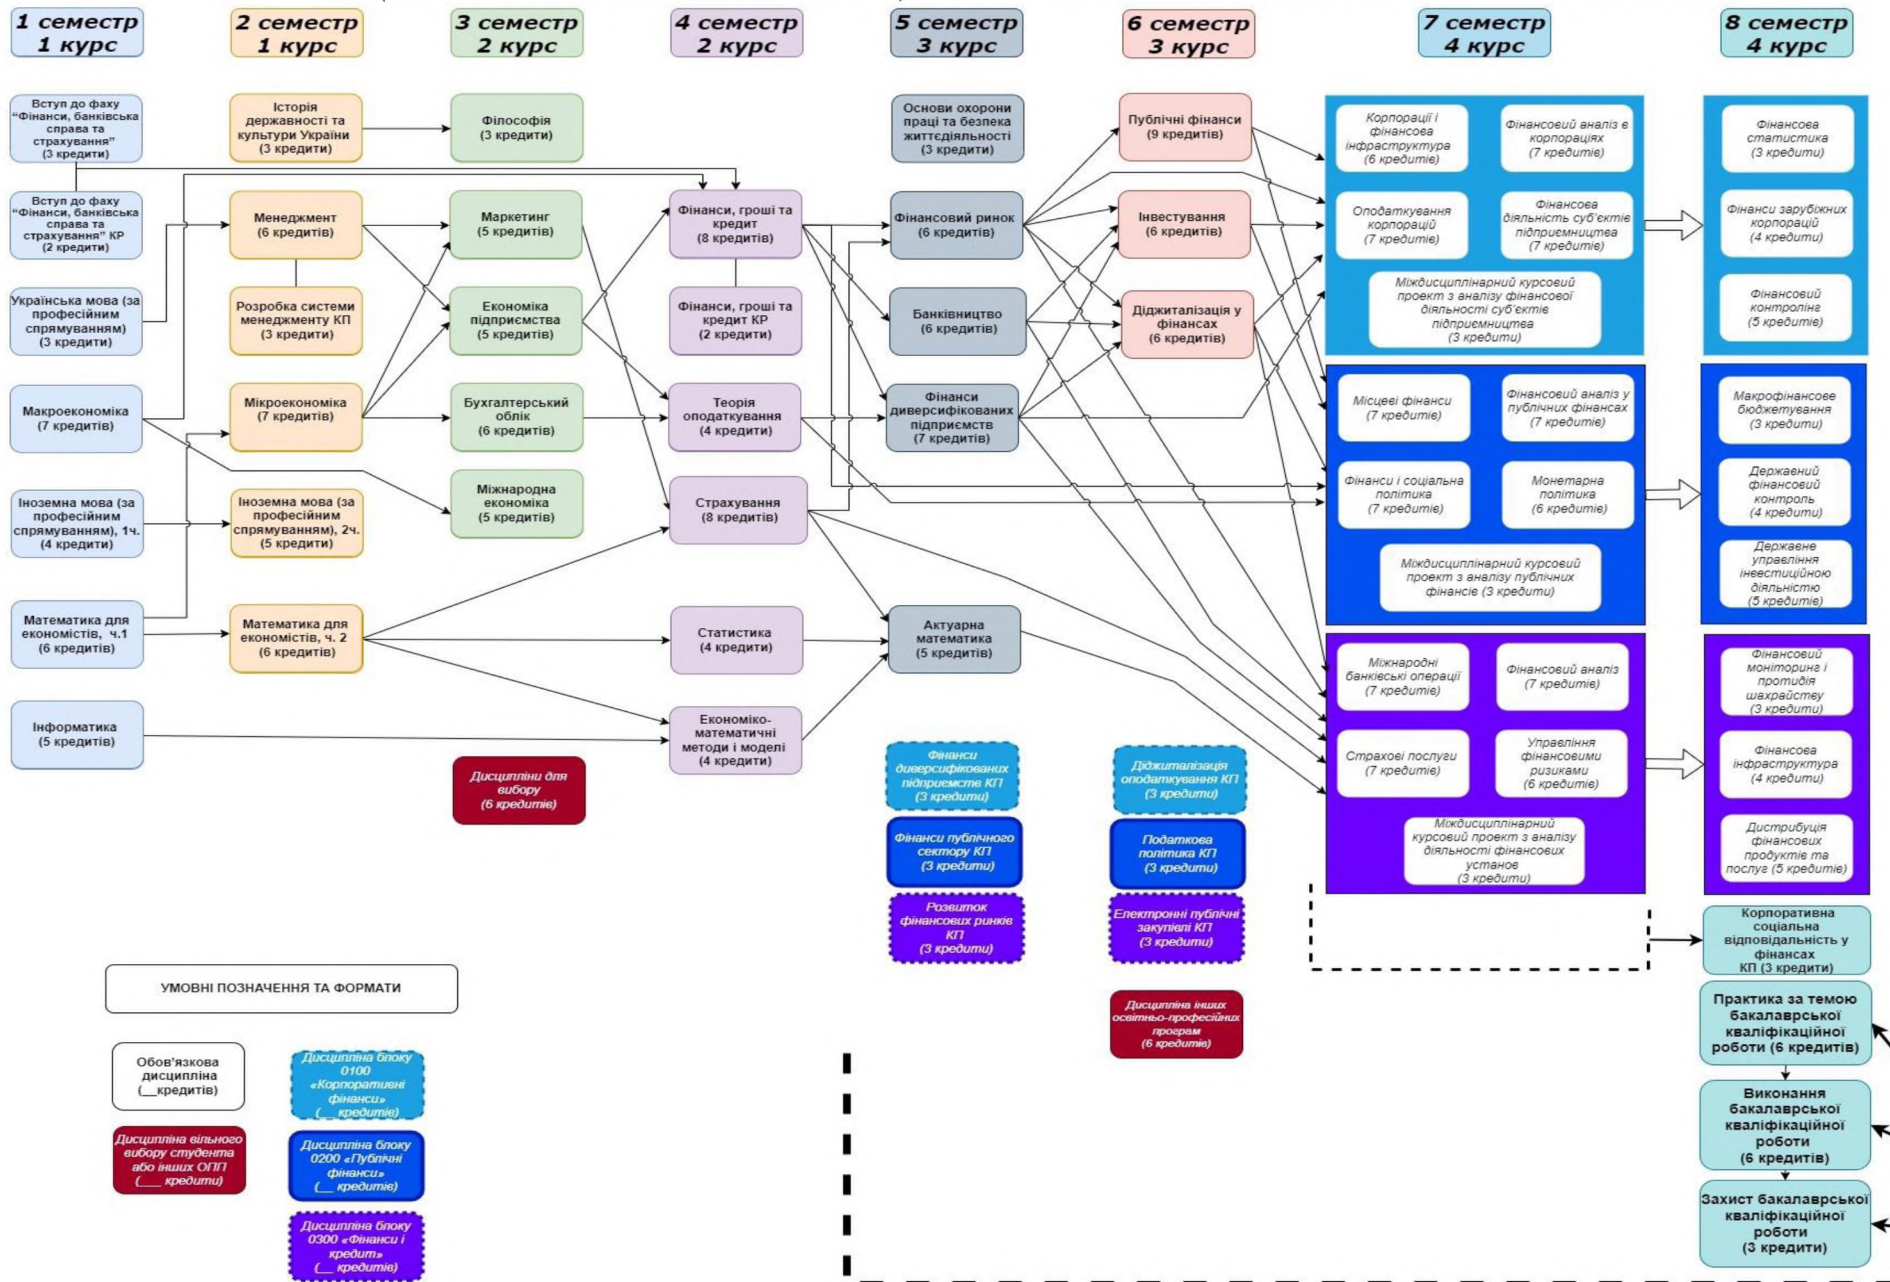 1 семестр
1 курс
2 семестр
1 курс
3 семестр
2 курс
4 семестр
2 курс
5 семестр
3 курс
6 семестр
3 курс
7 семестр
4 курс
8 семестр
4 курс
Вступ до фаху
“Фінанси, банківська
справа та
страхування”
(3 кредити)
Вступ до фаху
“Фінанси, банківська
справа та
страхування” КР
(2 кредити)
Українська мова (за
професійним
спрямуванням)
(3 кредити)
Макроекономіка
(7 кредитів)
Іноземна мова (за
професійним
спрямуванням), 1ч.
(4 кредити)
Математика для
економістів, ч.1
(6 кредитів)
Інформатика
(5 кредитів)
Історія
державності та
культури України
(3 кредити)
Менеджмент
(6 кредитів)
Розробка системи
менеджменту КП
(3 кредити)
Мікроекономіка
(7 кредитів)
Іноземна мова (за
професійним
спрямуванням), 2ч.
(5 кредити)
Математика для
економістів, ч. 2
(6 кредитів)
Філософія
(3 кредити)
Маркетинг
(5 кредитів)
Економіка
підприємства
(5 кредитів)
Бухгалтерський
облік
(6 кредитів)
Міжнародна
економіка
(5 кредитів)
Дисципліни для
вибору
(6 кредитів)
Фінанси, гроші та
кредит
(8 кредитів)
Фінанси, гроші та
кредит КР
(2 кредити)
Теорія
оподаткування
(4 кредити)
Страхування
(8 кредитів)
Статистика
(4 кредити)
Економіко-
математичні
методи і моделі
(4 кредити)
Основи охорони
праці та безпека
життєдіяльності
(3 кредити)
Фінансовий ринок
(6 кредитів)
Банківництво
(6 кредитів)
Фінанси
диверсифікованих
підприємств
(7 кредитів)
Актуарна
математика
(5 кредитів)
Фінанси
диверсифікованих
підприємств КП
(3 кредити)
Фінанси публічного
сектору КП
(3 кредити)
Розвиток
фінансових ринків
КП
(3 кредити)
Публічні фінанси
(9 кредитів)
Інвестування
(6 кредитів)
Діджиталізація у
фінансах
(6 кредитів)
Діджиталізація
оподаткування КП
(3 кредити)
Податкова
політика КП
(3 кредити)
Електронні публічні
закупівлі КП
(3 кредити)
Дисципліна інших
освітньо-професійних
програм
(6 кредитів)
Корпорації і
фінансова
інфраструктура
(6 кредитів)
Фінансовий аналіз в
корпораціях
(7 кредитів)
Оподаткування
корпорацій
(7 кредитів)
Фінансова
діяльність суб’єктів
підприємництва
(7 кредитів)
Міждисциплінарний курсовий
проект з аналізу фінансової
діяльності суб’єктів
підприємництва
(3 кредити)
Місцеві фінанси
(7 кредитів)
Фінансовий аналіз у
публічних фінансах
(7 кредитів)
Фінанси і соціальна
політика
(7 кредитів)
Монетарна
політика
(6 кредитів)
Міждисциплінарний курсовий
проект з аналізу публічних
фінансів (3 кредити)
Міжнародні
банківські операції
(7 кредитів)
Фінансовий аналіз
(7 кредитів)
Страхові послуги
(7 кредитів)
Управління
фінансовими
ризиками
(6 кредитів)
Міждисциплінарний
курсовий проект з аналізу
діяльності фінансових
установ
(3 кредити)
Фінансова
статистика
(3 кредити)
Фінанси зарубіжних
корпорацій
(4 кредити)
Фінансовий
контролінг
(5 кредитів)
Макрофінансове
бюджетування
(3 кредити)
Державний
фінансовий
контроль
(4 кредити)
Державне
управління
інвестиційною
діяльністю
(5 кредитів)
Фінансовий
моніторинг і
протидія
шахрайству
(3 кредити)
Фінансова
інфраструктура
(4 кредити)
Дистрибуція
фінансових
продуктів та
послуг (5 кредитів)
Корпоративна
соціальна
відповідальність у
фінансах
КП (3 кредити)
Практика за темою
бакалаврської
кваліфікаційної
роботи (6 кредитів)
Виконання
бакалаврської
кваліфікаційної
роботи
(6 кредитів)
Захист бакалаврської
кваліфікаційної
роботи
(3 кредити)
УМОВНІ ПОЗНАЧЕННЯ ТА ФОРМАТИ
Обов’язкова
дисципліна
(__кредитів)
Дисципліна вільного
вибору студента
або інших ОПП
(___ кредити)
Дисципліна блоку
0100
«Корпоративні
фінанси»
(__ кредитів)
Дисципліна блоку
0200 «Публічні
фінанси»
(__ кредитів)
Дисципліна блоку
0300 «Фінанси і
кредит»
(__ кредитів)